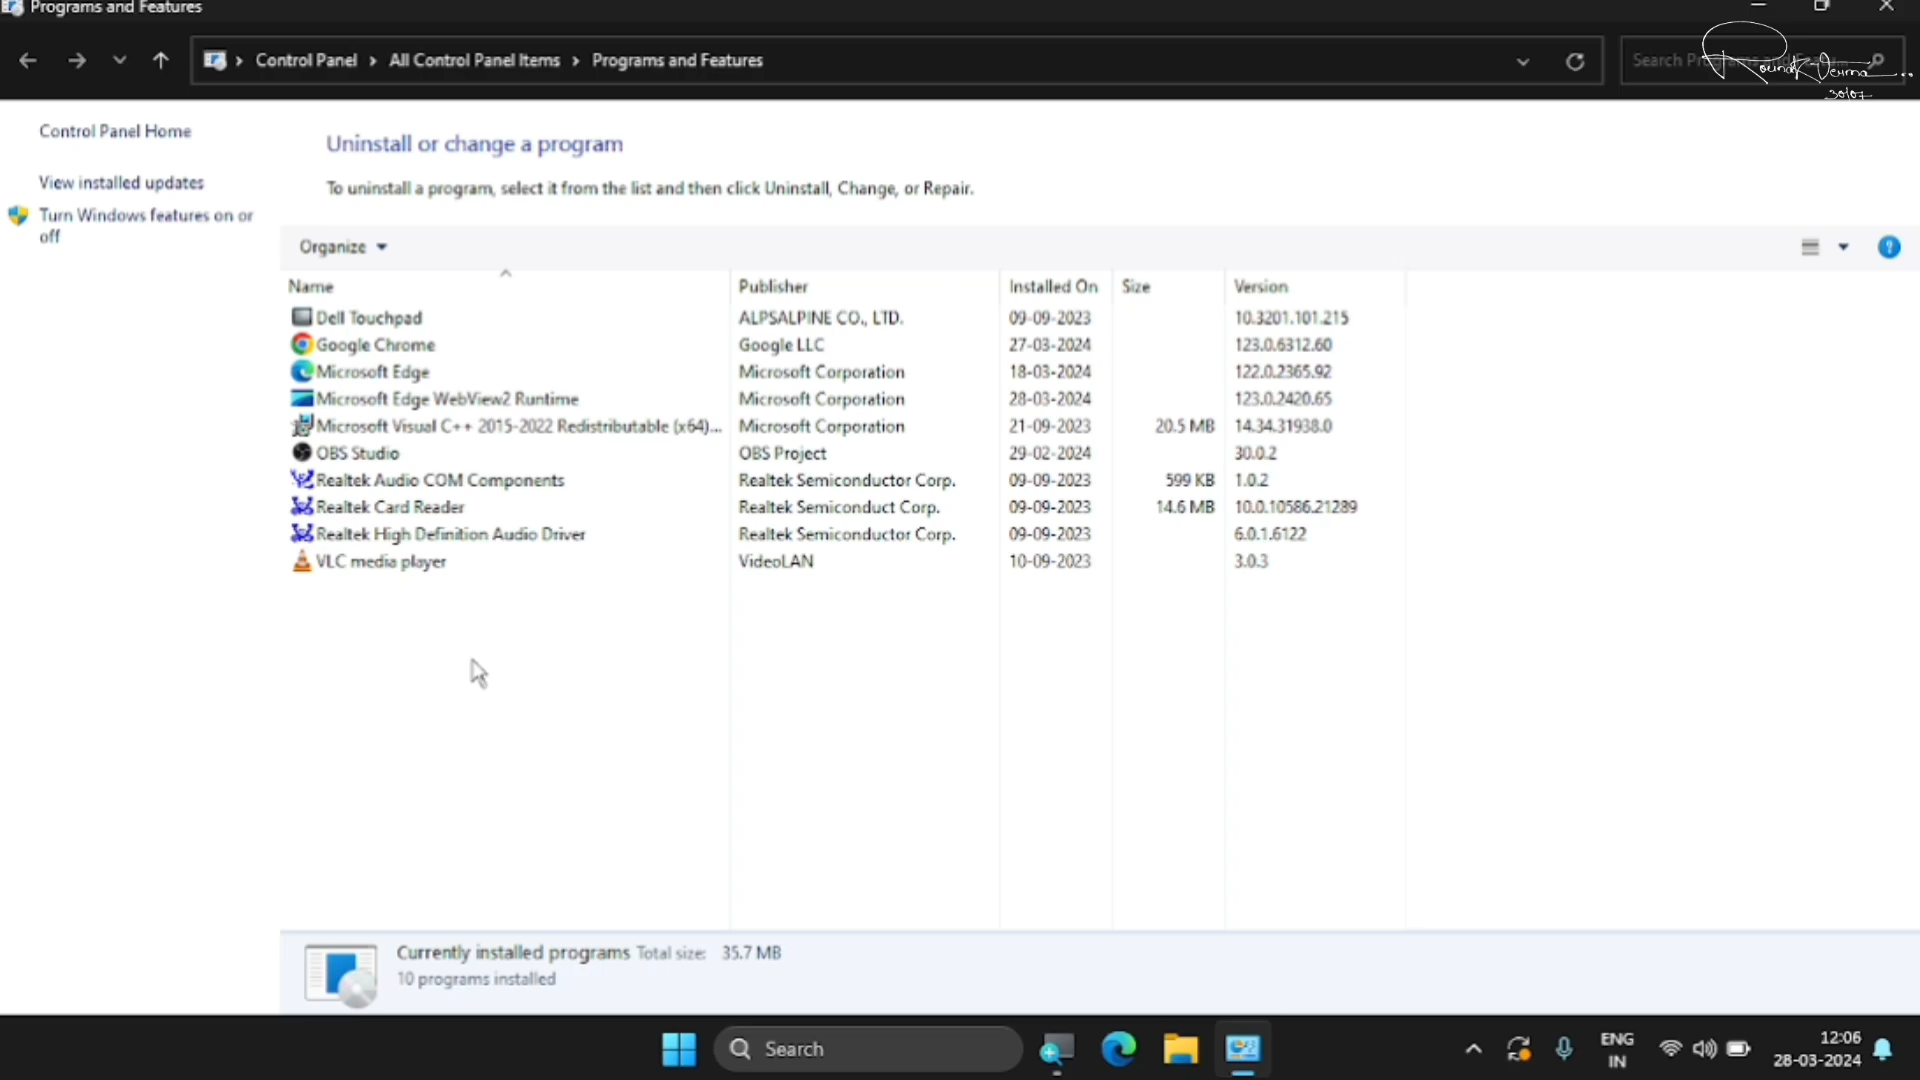 Programs and Features
Control Panel > All Control Panel Items > Programs and Features
Search Programs and Featu...
Verma
30/07
Control Panel Home
View installed updates
Turn Windows features on or
off
Uninstall or change a program
To uninstall a program, select it from the list and then click Uninstall, Change, or Repair.
Organize
Name Publisher Installed On Size Version
Dell Touchpad ALPSALPINE CO., LTD. 09-09-2023 10.3201.101.215
Google Chrome Google LLC 27-03-2024 123.0.6312.60
Microsoft Edge Microsoft Corporation 18-03-2024 122.0.2365.92
Microsoft Edge WebView2 Runtime Microsoft Corporation 28-03-2024 123.0.2420.65
Microsoft Visual C++ 2015-2022 Redistributable (x64)... Microsoft Corporation 21-09-2023 20.5 MB 14.34.31938.0
OBS Studio OBS Project 29-02-2024 30.0.2
Realtek Audio COM Components Realtek Semiconductor Corp. 09-09-2023 599 KB 1.0.2
Realtek Card Reader Realtek Semiconduct Corp. 09-09-2023 14.6 MB 10.0.10586.21289
Realtek High Definition Audio Driver Realtek Semiconductor Corp. 09-09-2023 6.0.1.6122
VLC media player VideoLAN 10-09-2023 3.0.3
Currently installed programs Total size: 35.7 MB
10 programs installed
Search
ENG
IN
12:06
28-03-2024